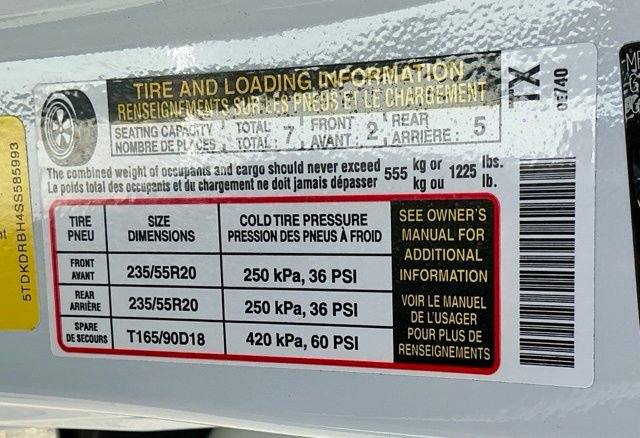 TIRE AND LOADING INFORMATION
RENSEIGNEMENTS SUR LES PNEUS ET LE CHARGEMENT
SEATING CAPACITY TOTAL : 7 FRONT : 2 REAR : 5
NOMBRE DE PLACES TOTAL AVANT ARRIÈRE
The combined weight of occupants and cargo should never exceed 555 kg or 1225 lbs.
Le poids total des occupants et du chargement ne doit jamais dépasser kg ou lb.
TIRE SIZE COLD TIRE PRESSURE
PNEU DIMENSIONS PRESSION DES PNEUS À FROID
FRONT
AVANT 235/55R20 250 kPa, 36 PSI
REAR
ARRIÈRE 235/55R20 250 kPa, 36 PSI
SPARE
DE SECOURS T165/90D18 420 kPa, 60 PSI
SEE OWNER'S
MANUAL FOR
ADDITIONAL
INFORMATION
VOIR LE MANUEL
DE L'USAGER
POUR PLUS DE
RENSEIGNEMENTS
TX
5TDKDRBH4SS585993